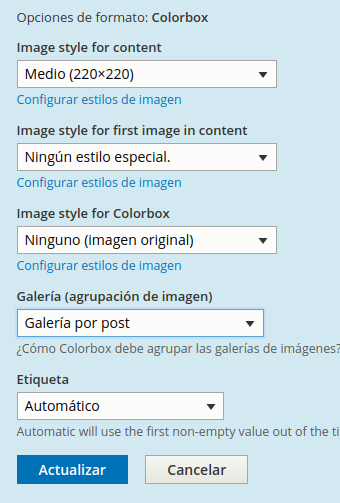 Opciones de formato: Colorbox
Image style for content
Medio (220×220)
Configurar estilos de imagen
Image style for first image in content
Ningún estilo especial.
Configurar estilos de imagen
Image style for Colorbox
Ninguno (imagen original)
Configurar estilos de imagen
Galería (agrupación de imagen)
Galería por post
¿Cómo Colorbox debe agrupar las galerías de imágenes?
Etiqueta
Automático
Automatic will use the first non-empty value out of the ti
Actualizar
Cancelar